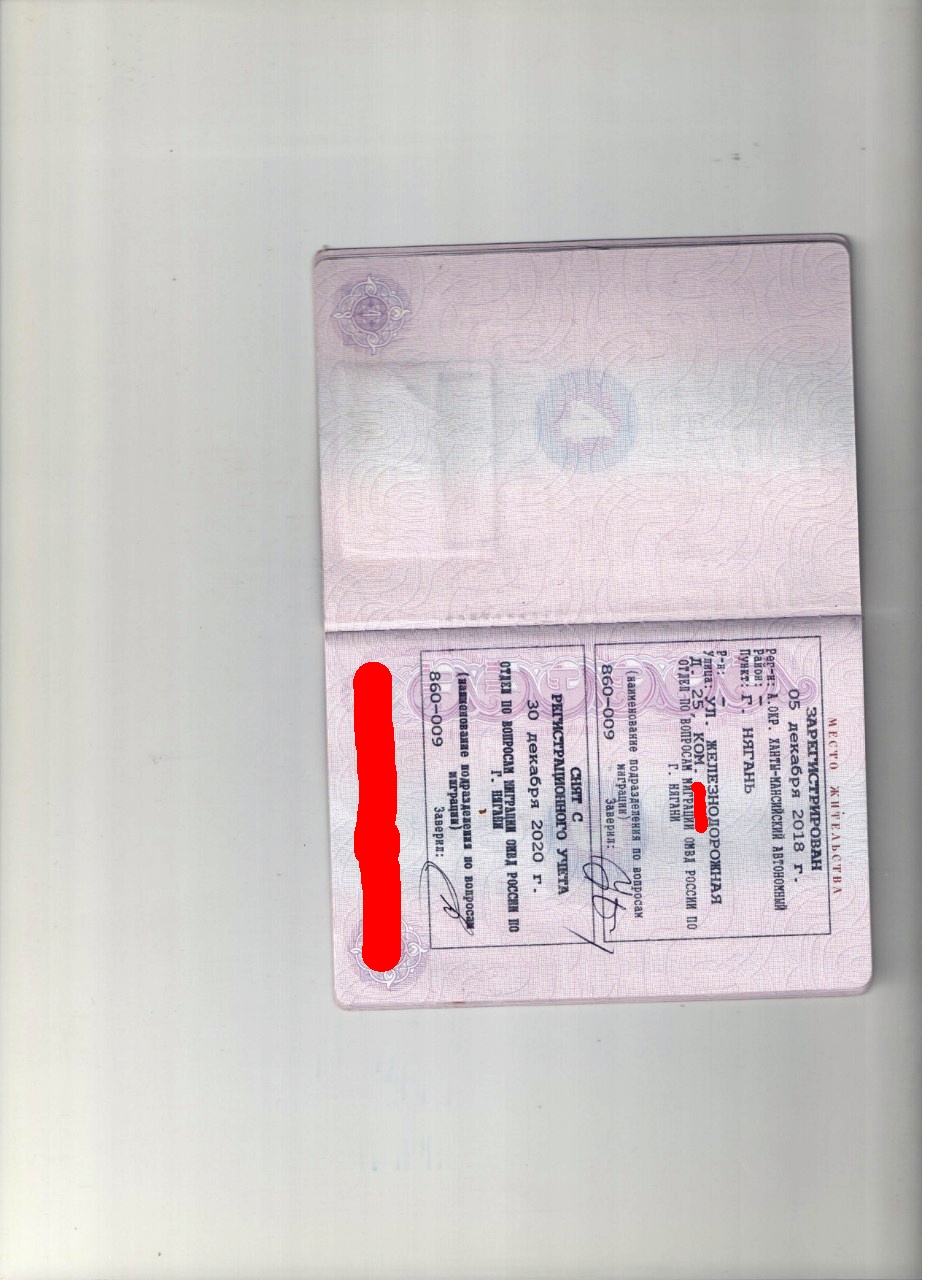 МЕСТО ЖИТЕЛЬСТВА
ЗАРЕГИСТРИРОВАН
05 декабря 2018 г.
Рег-н: А.ОКР. ХАНТЫ-МАНСИЙСКИЙ АВТОНОМНЫЙ
Район: -
Пункт: Г. НЯГАНЬ
Р-н: -
Улица: УЛ. ЖЕЛЕЗНОДОРОЖНАЯ
Д. 25, КОМ.
ОТДЕЛ ПО ВОПРОСАМ МИГРАЦИИ ОМВД РОССИИ ПО
Г. НЯГАНИ
(наименование подразделения по вопросам
миграции)
860-009 Заверил:
СНЯТ С
РЕГИСТРАЦИОННОГО УЧЕТА
30 декабря 2020 г.
ОТДЕЛ ПО ВОПРОСАМ МИГРАЦИИ ОМВД РОССИИ ПО
Г. НЯГАНИ
(наименование подразделения по вопросам
миграции)
860-009 Заверил: